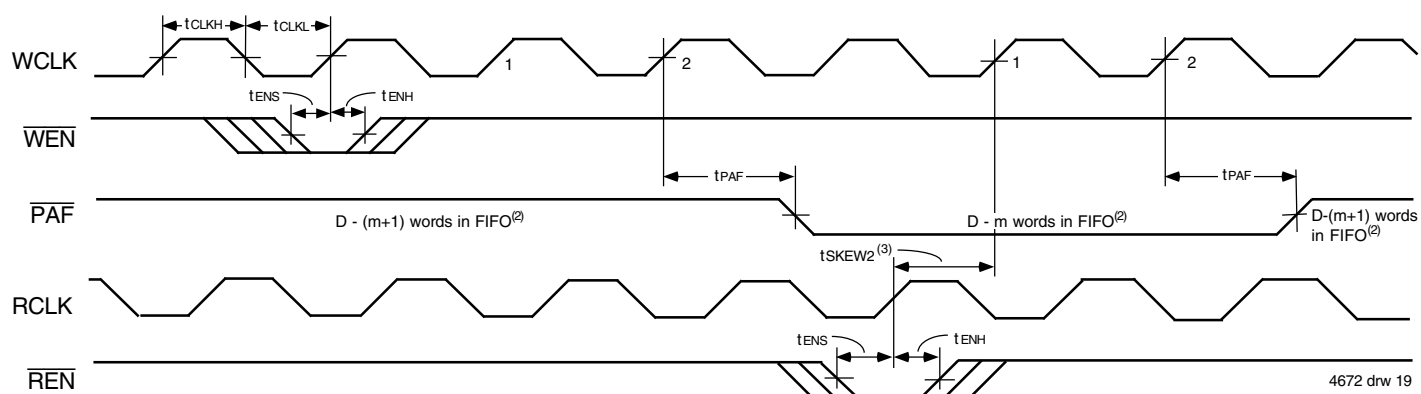 tCLKH tCLKL
WCLK 1 2 1 2
tENS tENH
WEN
tPAF tPAF
PAF D - (m+1) words in FIFO(2) D - m words in FIFO(2) D-(m+1) words
in FIFO(2)
tSKEW2(3)
RCLK
tENS tENH
REN
4672 drw 19